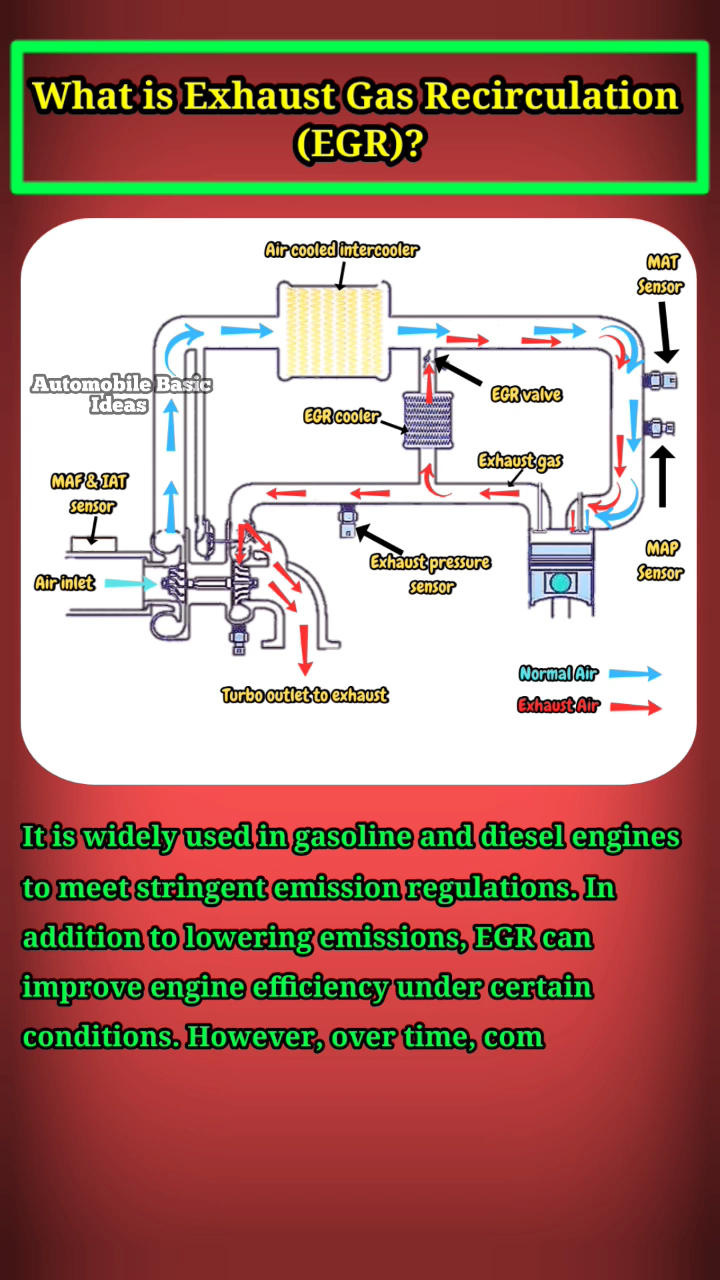 What is Exhaust Gas Recirculation
(EGR)?
Air cooled intercooler
MAT
Sensor
Automobile Basic
Ideas
EGR valve
EGR cooler
Exhaust gas
MAF & IAT
sensor
Exhaust pressure
sensor
MAP
Sensor
Air inlet
Normal Air
Exhaust Air
Turbo outlet to exhaust
It is widely used in gasoline and diesel engines
to meet stringent emission regulations. In
addition to lowering emissions, EGR can
improve engine efficiency under certain
conditions. However, over time, com